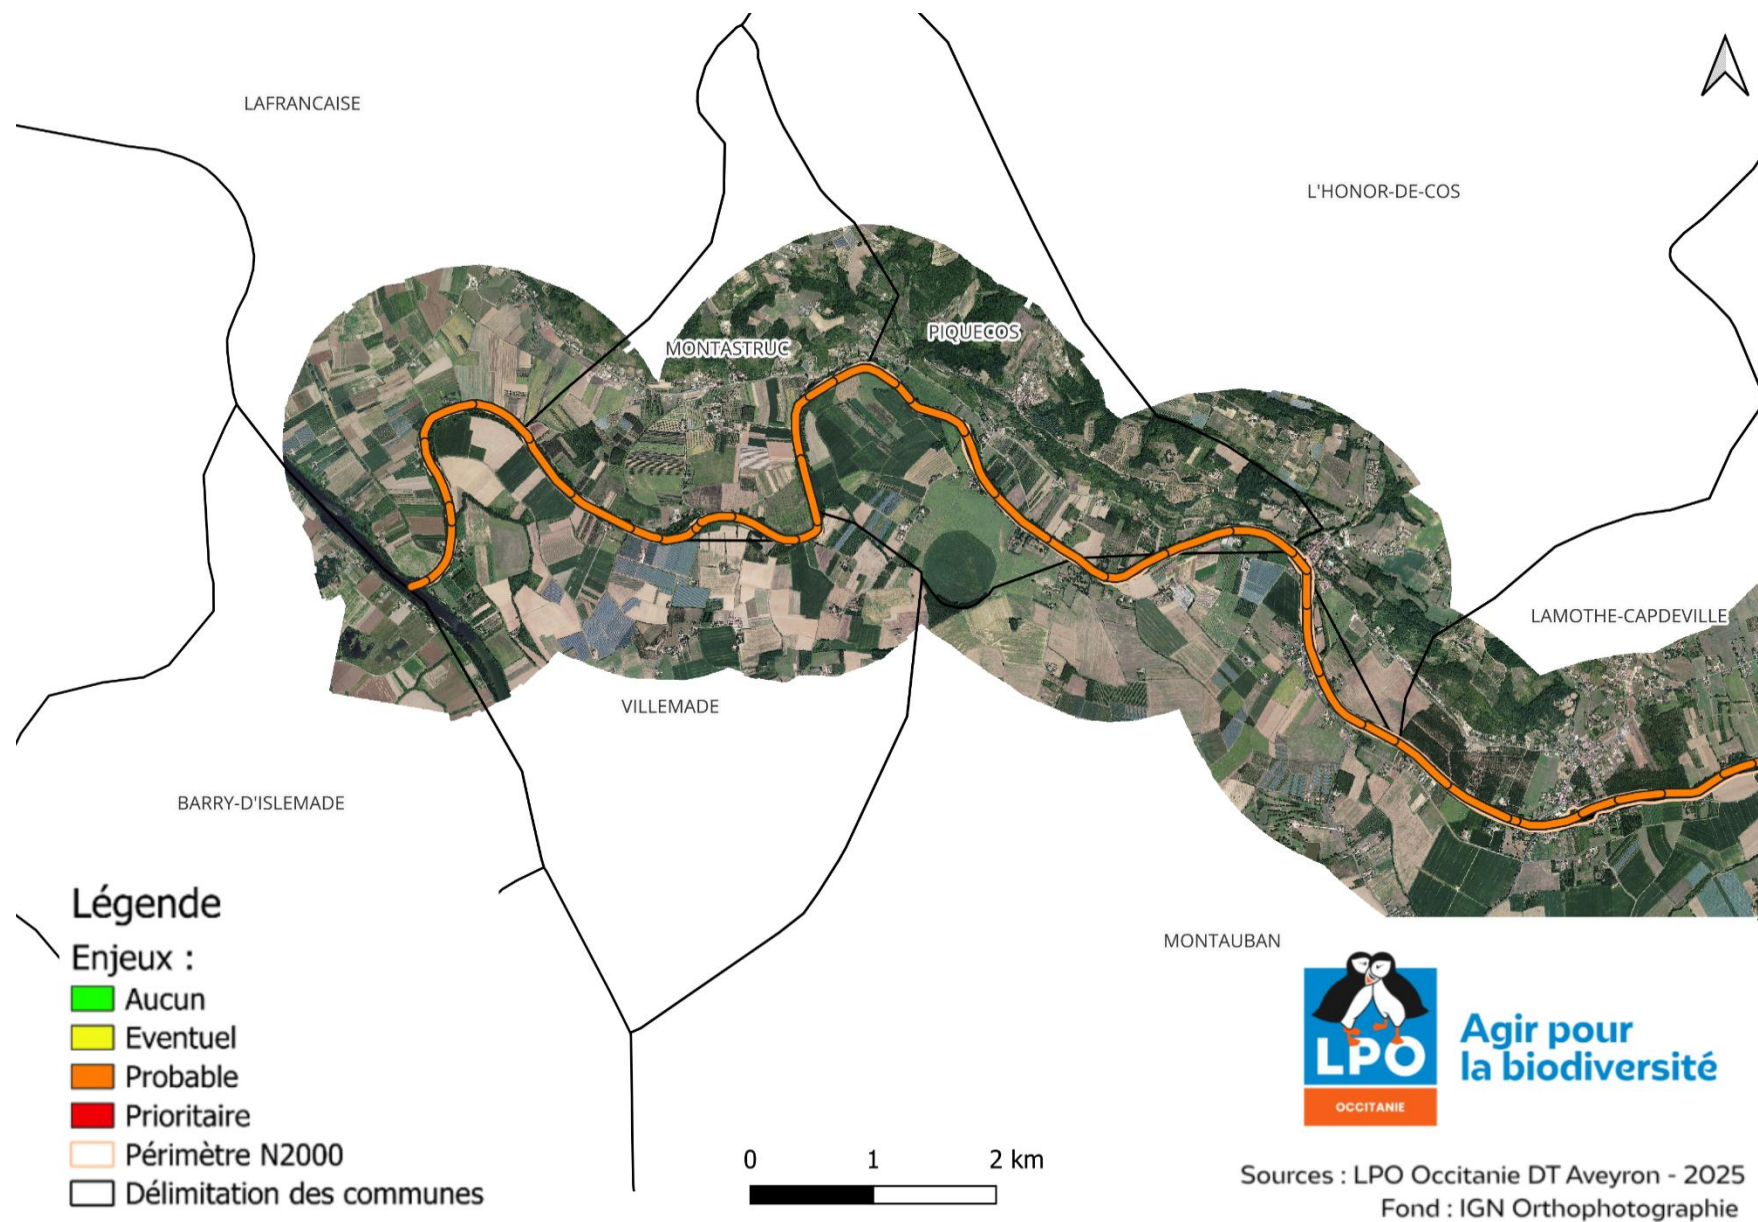 LAFRANCAISE
L'HONOR-DE-COS
PIQUECOS
MONTASTRUC
LAMOTHE-CAPDEVILLE
VILLEMADE
BARRY-D'ISLEMADE
MONTAUBAN
Légende
Enjeux :
Aucun
Eventuel
Probable
Prioritaire
Périmètre N2000
Délimitation des communes
0 1 2 km
LPO
OCCITANIE
Agir pour
la biodiversité
Sources : LPO Occitanie DT Aveyron - 2025
Fond : IGN Orthophotographie